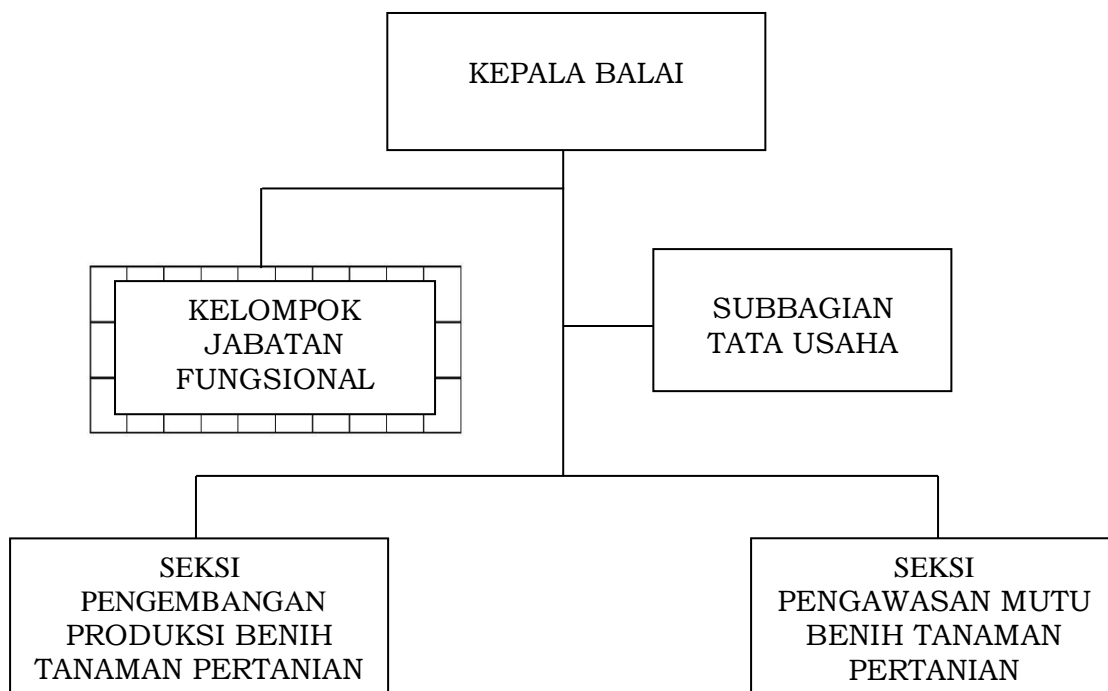 KEPALA BALAI
KELOMPOK
JABATAN
FUNGSIONAL
SUBBAGIAN
TATA USAHA
SEKSI
PENGEMBANGAN
PRODUKSI BENIH
TANAMAN PERTANIAN
SEKSI
PENGAWASAN MUTU
BENIH TANAMAN
PERTANIAN